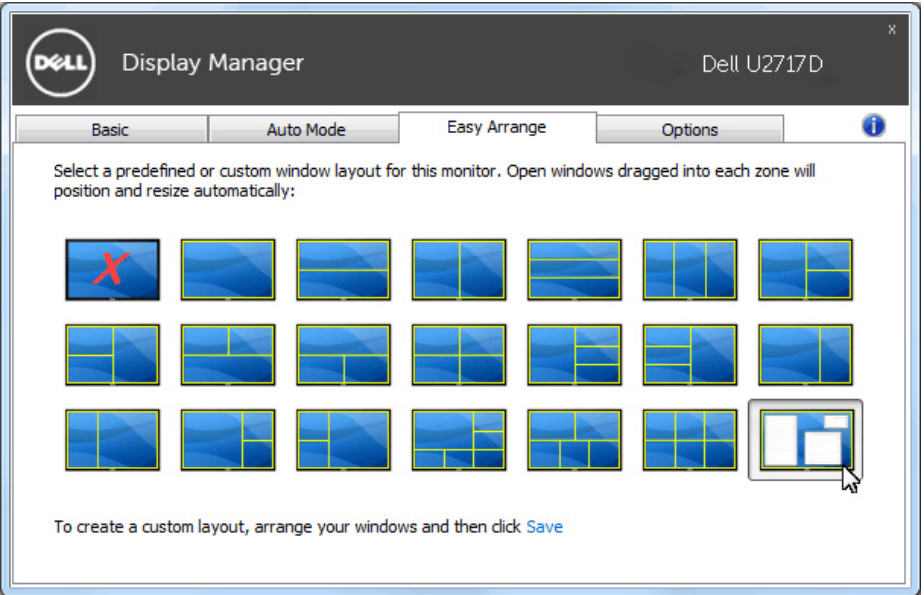 x
DELL Display Manager Dell U2717D
Basic Auto Mode Easy Arrange Options i
Select a predefined or custom window layout for this monitor. Open windows dragged into each zone will
position and resize automatically:
X
To create a custom layout, arrange your windows and then click Save